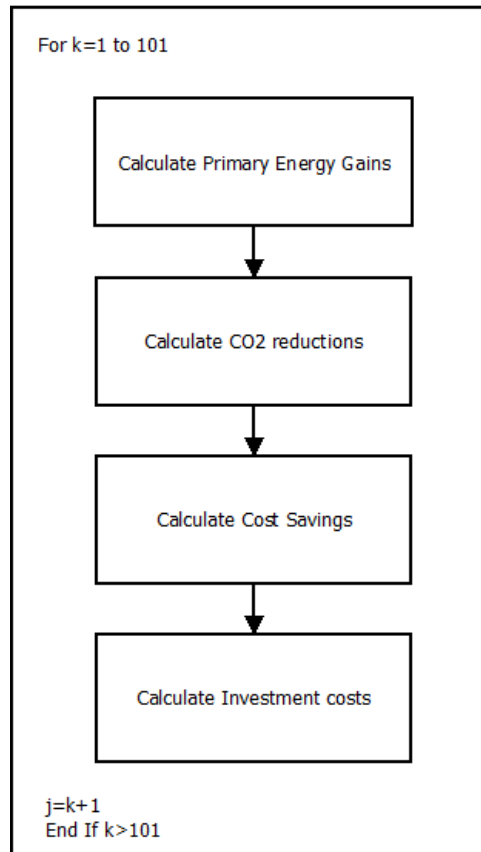 For k=1 to 101
Calculate Primary Energy Gains
Calculate CO2 reductions
Calculate Cost Savings
Calculate Investment costs
j=k+1
End If k>101